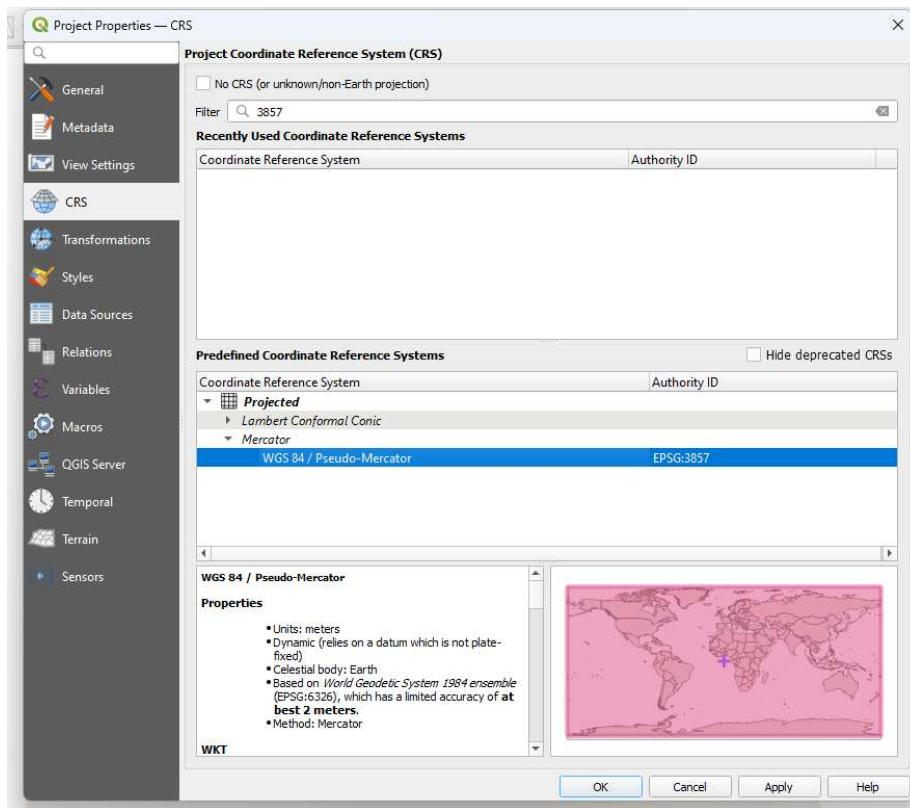 Project Properties — CRS
General
Metadata
View Settings
CRS
Transformations
Styles
Data Sources
Relations
Variables
Macros
QGIS Server
Temporal
Terrain
Sensors
Project Coordinate Reference System (CRS)
No CRS (or unknown/non-Earth projection)
Filter 3857
Recently Used Coordinate Reference Systems
Coordinate Reference System Authority ID
Predefined Coordinate Reference Systems Hide deprecated CRSs
Coordinate Reference System Authority ID
Projected
Lambert Conformal Conic
Mercator
WGS 84 / Pseudo-Mercator EPSG:3857
WGS 84 / Pseudo-Mercator
Properties
•Units: meters
•Dynamic (relies on a datum which is not plate-
fixed)
•Celestial body: Earth
•Based on World Geodetic System 1984 ensemble
(EPSG:6326), which has a limited accuracy of at
best 2 meters.
•Method: Mercator
WKT
OK Cancel Apply Help